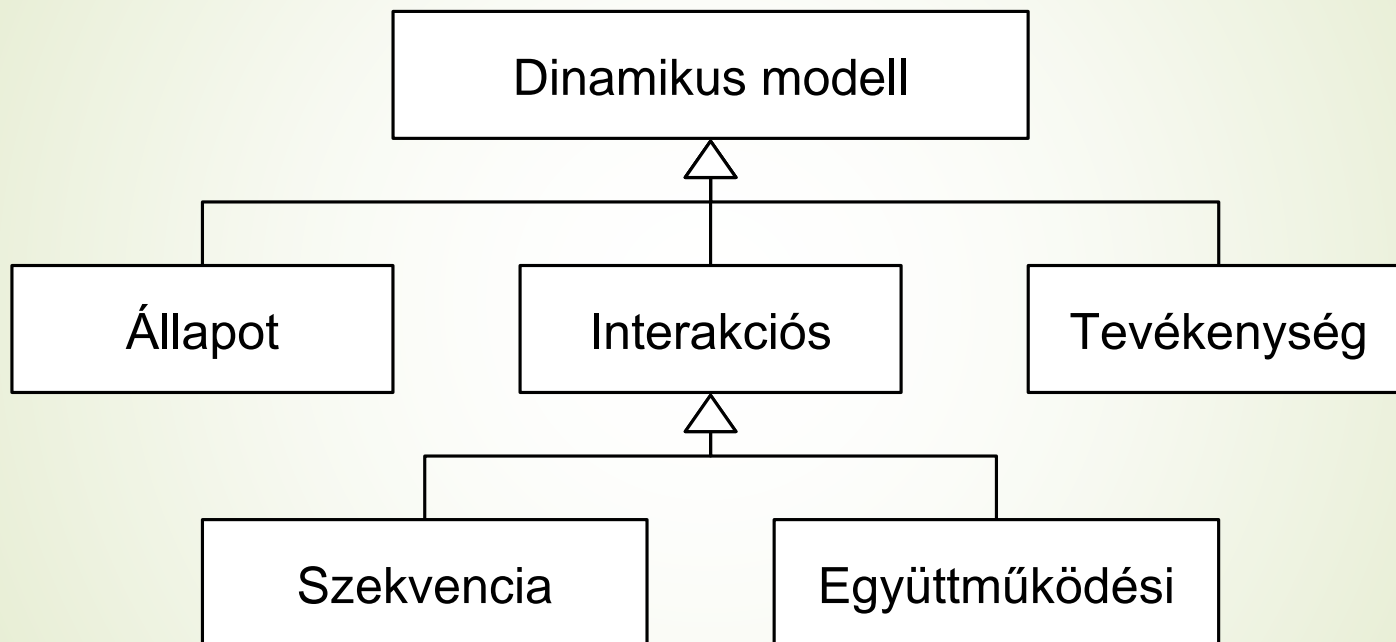 Dinamikus modell
Állapot
Interakciós
Tevékenység
Szekvencia
Együttműködési